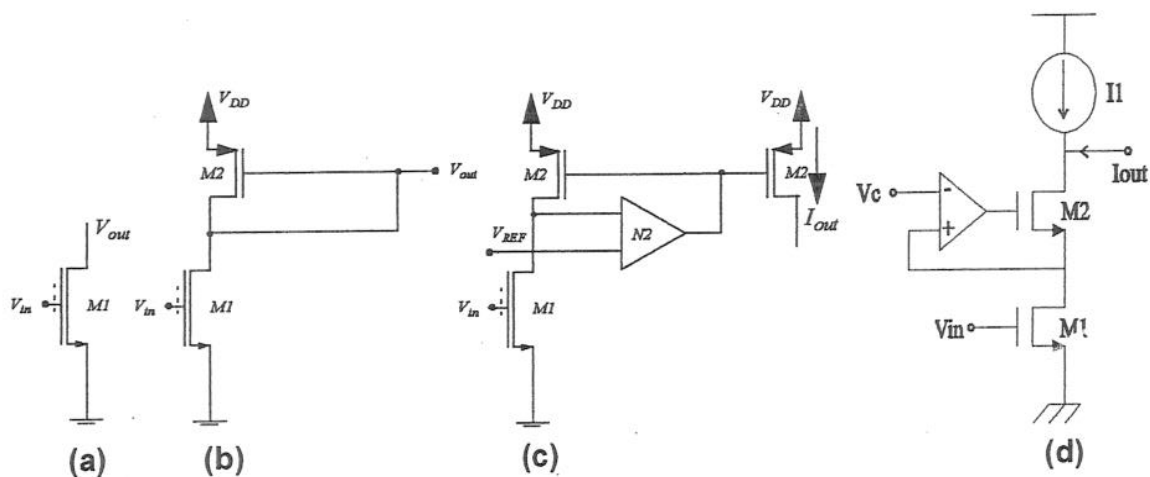 V_DD
M2
V_out
V_out
V_in
M1
V_in
M1
(a)
(b)
V_DD
V_DD
M2
M2
V_REF
N2
I_out
V_in
M1
(c)
I1
Iout
Vc
-
+
M2
Vin
M1
(d)